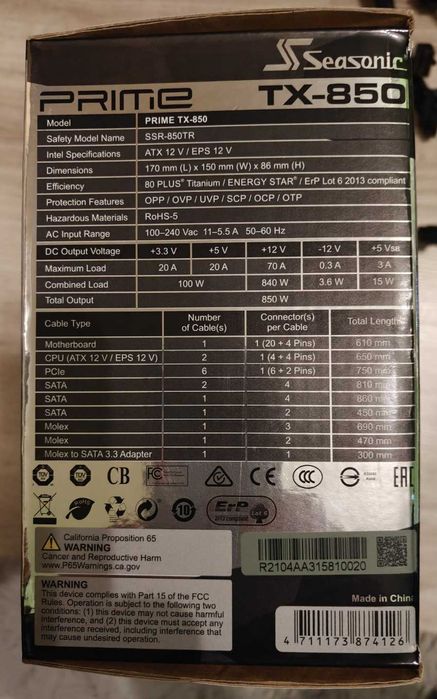 Seasonic
PRIME TX-850
Model PRIME TX-850
Safety Model Name SSR-850TR
Intel Specifications ATX 12 V / EPS 12 V
Dimensions 170 mm (L) x 150 mm (W) x 86 mm (H)
Efficiency 80 PLUS® Titanium / ENERGY STAR® / ErP Lot 6 2013 compliant
Protection Features OPP / OVP / UVP / SCP / OCP / OTP
Hazardous Materials RoHS-5
AC Input Range 100–240 Vac 11–5.5 A 50–60 Hz
DC Output Voltage +3.3 V +5 V +12 V -12 V +5 VSB
Maximum Load 20 A 20 A 70 A 0.3 A 3 A
Combined Load 100 W 840 W 3.6 W 15 W
Total Output 850 W
Cable Type Number of Cable(s) Connector(s) per Cable Total Length
Motherboard 1 1 (20 + 4 Pins) 610 mm
CPU (ATX 12 V / EPS 12 V) 2 1 (4 + 4 Pins) 650 mm
PCIe 6 1 (6 + 2 Pins) 750 mm
SATA 2 4 810 mm
SATA 1 4 860 mm
SATA 1 2 450 mm
Molex 1 3 690 mm
Molex 1 2 470 mm
Molex to SATA 3.3 Adapter 1 1 300 mm
CB FC CE CCC EAC
RoHS 10 ErP Lot 6
2013 compliant
California Proposition 65
WARNING
Cancer and Reproductive Harm
www.P65Warnings.ca.gov
R2104AA315810020
WARNING
This device complies with Part 15 of the FCC
Rules. Operation is subject to the following two
conditions: (1) this device may not cause harmful
interference, and (2) this device must accept any
interference received, including interference that
may cause undesired operation.
Made in China
4 711173 874126